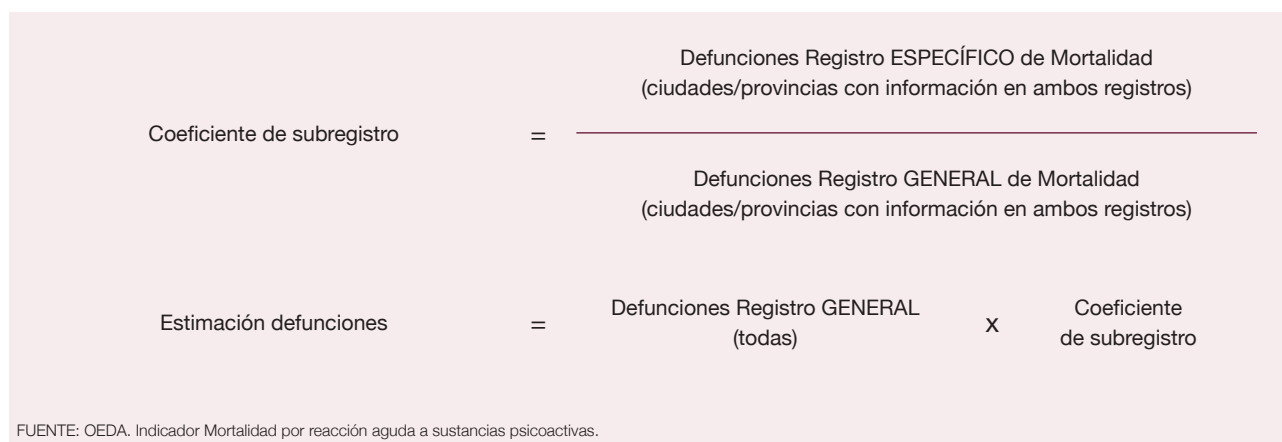 Defunciones Registro ESPECÍFICO de Mortalidad
(ciudades/provincias con información en ambos registros)
Coeficiente de subregistro =
Defunciones Registro GENERAL de Mortalidad
(ciudades/provincias con información en ambos registros)
Estimación defunciones = Defunciones Registro GENERAL x Coeficiente
(todas) de subregistro
FUENTE: OEDA. Indicador Mortalidad por reacción aguda a sustancias psicoactivas.